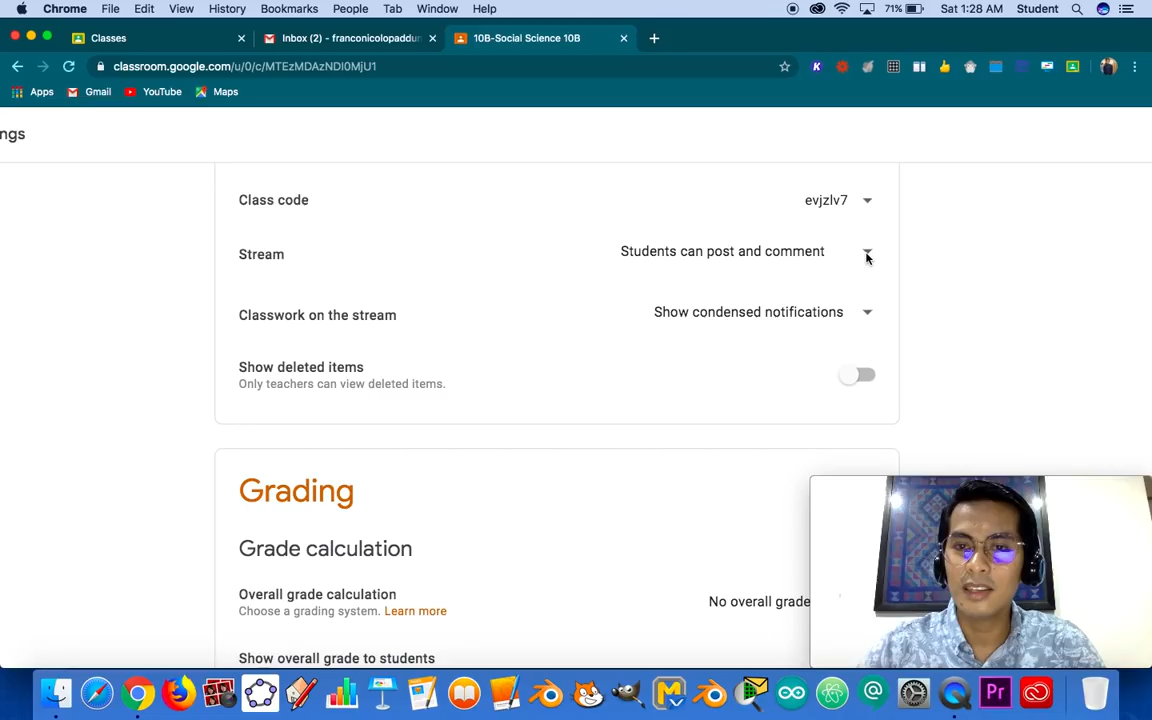 Chrome File Edit View History Bookmarks People Tab Window Help 71% Sat 1:28 AM Student
Classes Inbox (2) - franconicolopaddun 10B-Social Science 10B
classroom.google.com/u/0/c/MTEzMDAzNDI0MjU1
Apps Gmail YouTube Maps
ngs
Class code evjzlv7
Stream Students can post and comment
Classwork on the stream Show condensed notifications
Show deleted items
Only teachers can view deleted items.
Grading
Grade calculation
Overall grade calculation No overall grade
Choose a grading system. Learn more
Show overall grade to students